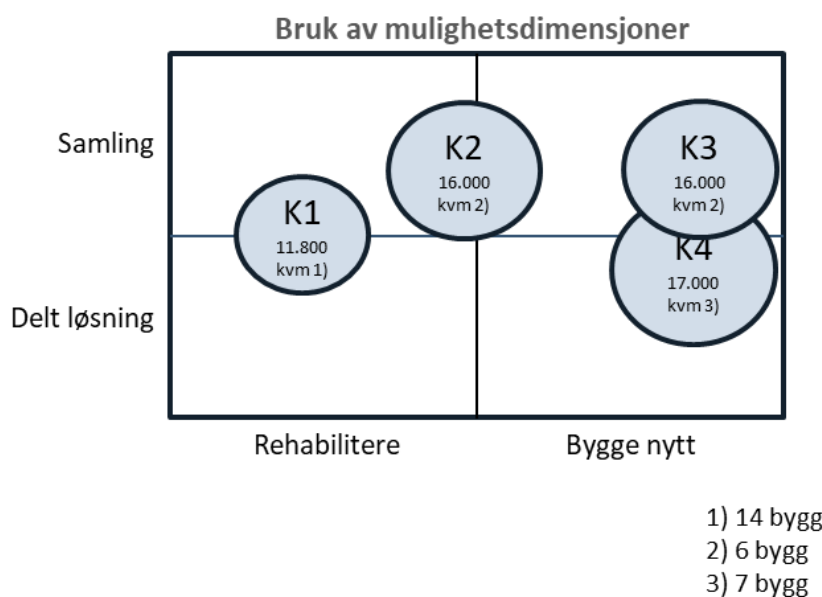 Bruk av mulighetsdimensjoner
Samling
K1
11.800
kvm 1)
K2
16.000
kvm 2)
K3
16.000
kvm 2)
K4
17.000
kvm 3)
Delt løsning
Rehabilitere
Bygge nytt
1) 14 bygg
2) 6 bygg
3) 7 bygg